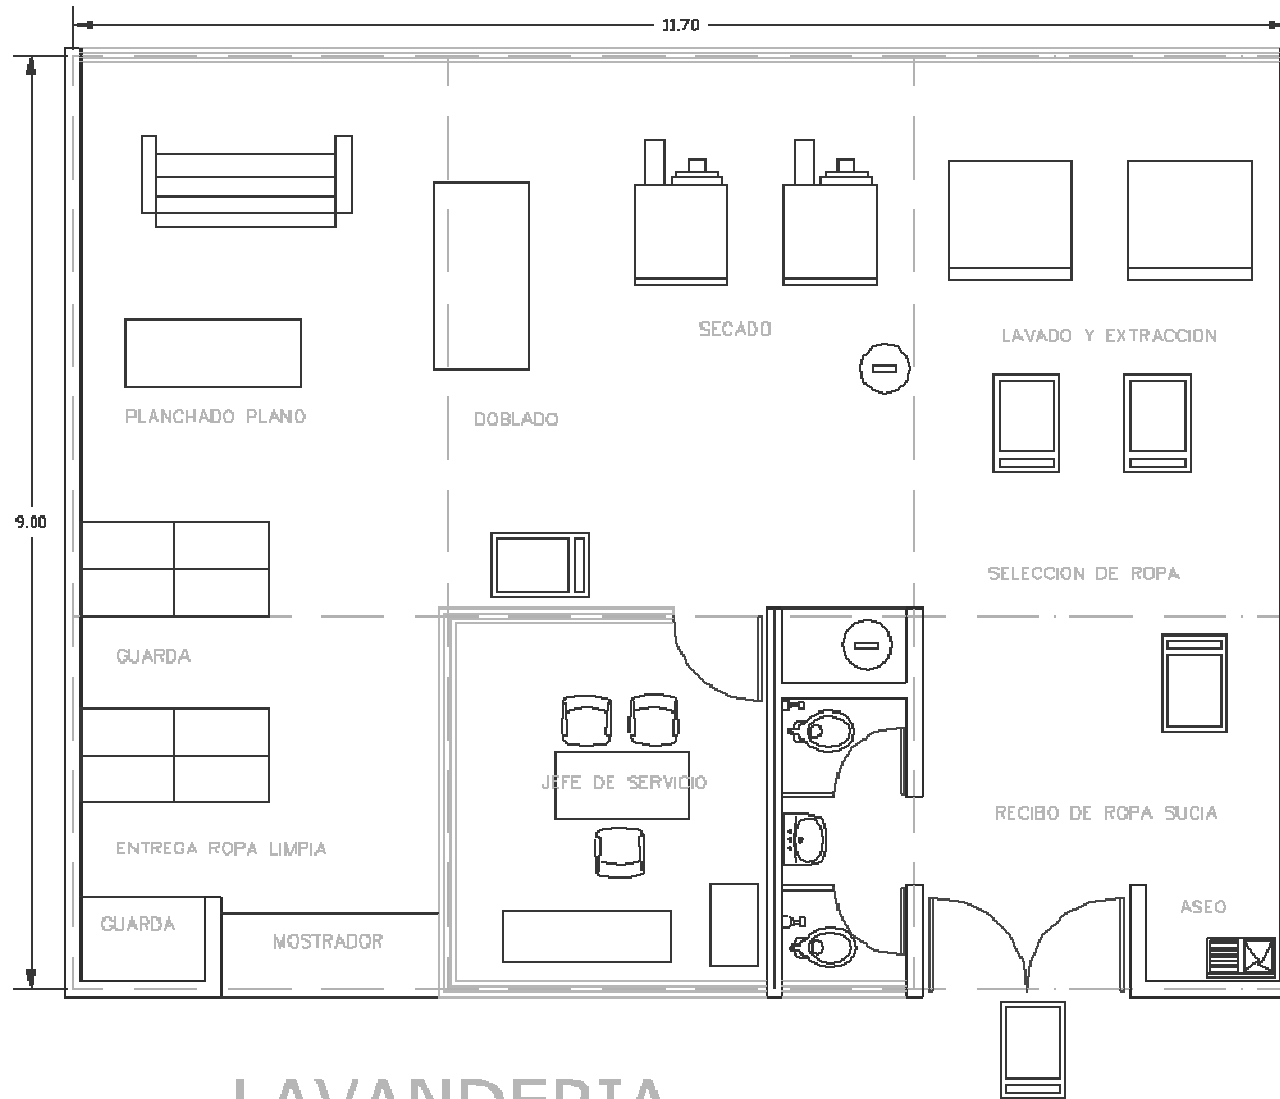 11.70
SECADO
LAVADO Y EXTRACCION
PLANCHADO PLANO
DOBLADO
9.00
SELECCION DE ROPA
GUARDA
JEFE DE SERVICIO
RECIBO DE ROPA SUCIA
ENTREGA ROPA LIMPIA
ASEO
GUARDA
MOSTRADOR
LAVANDERIA